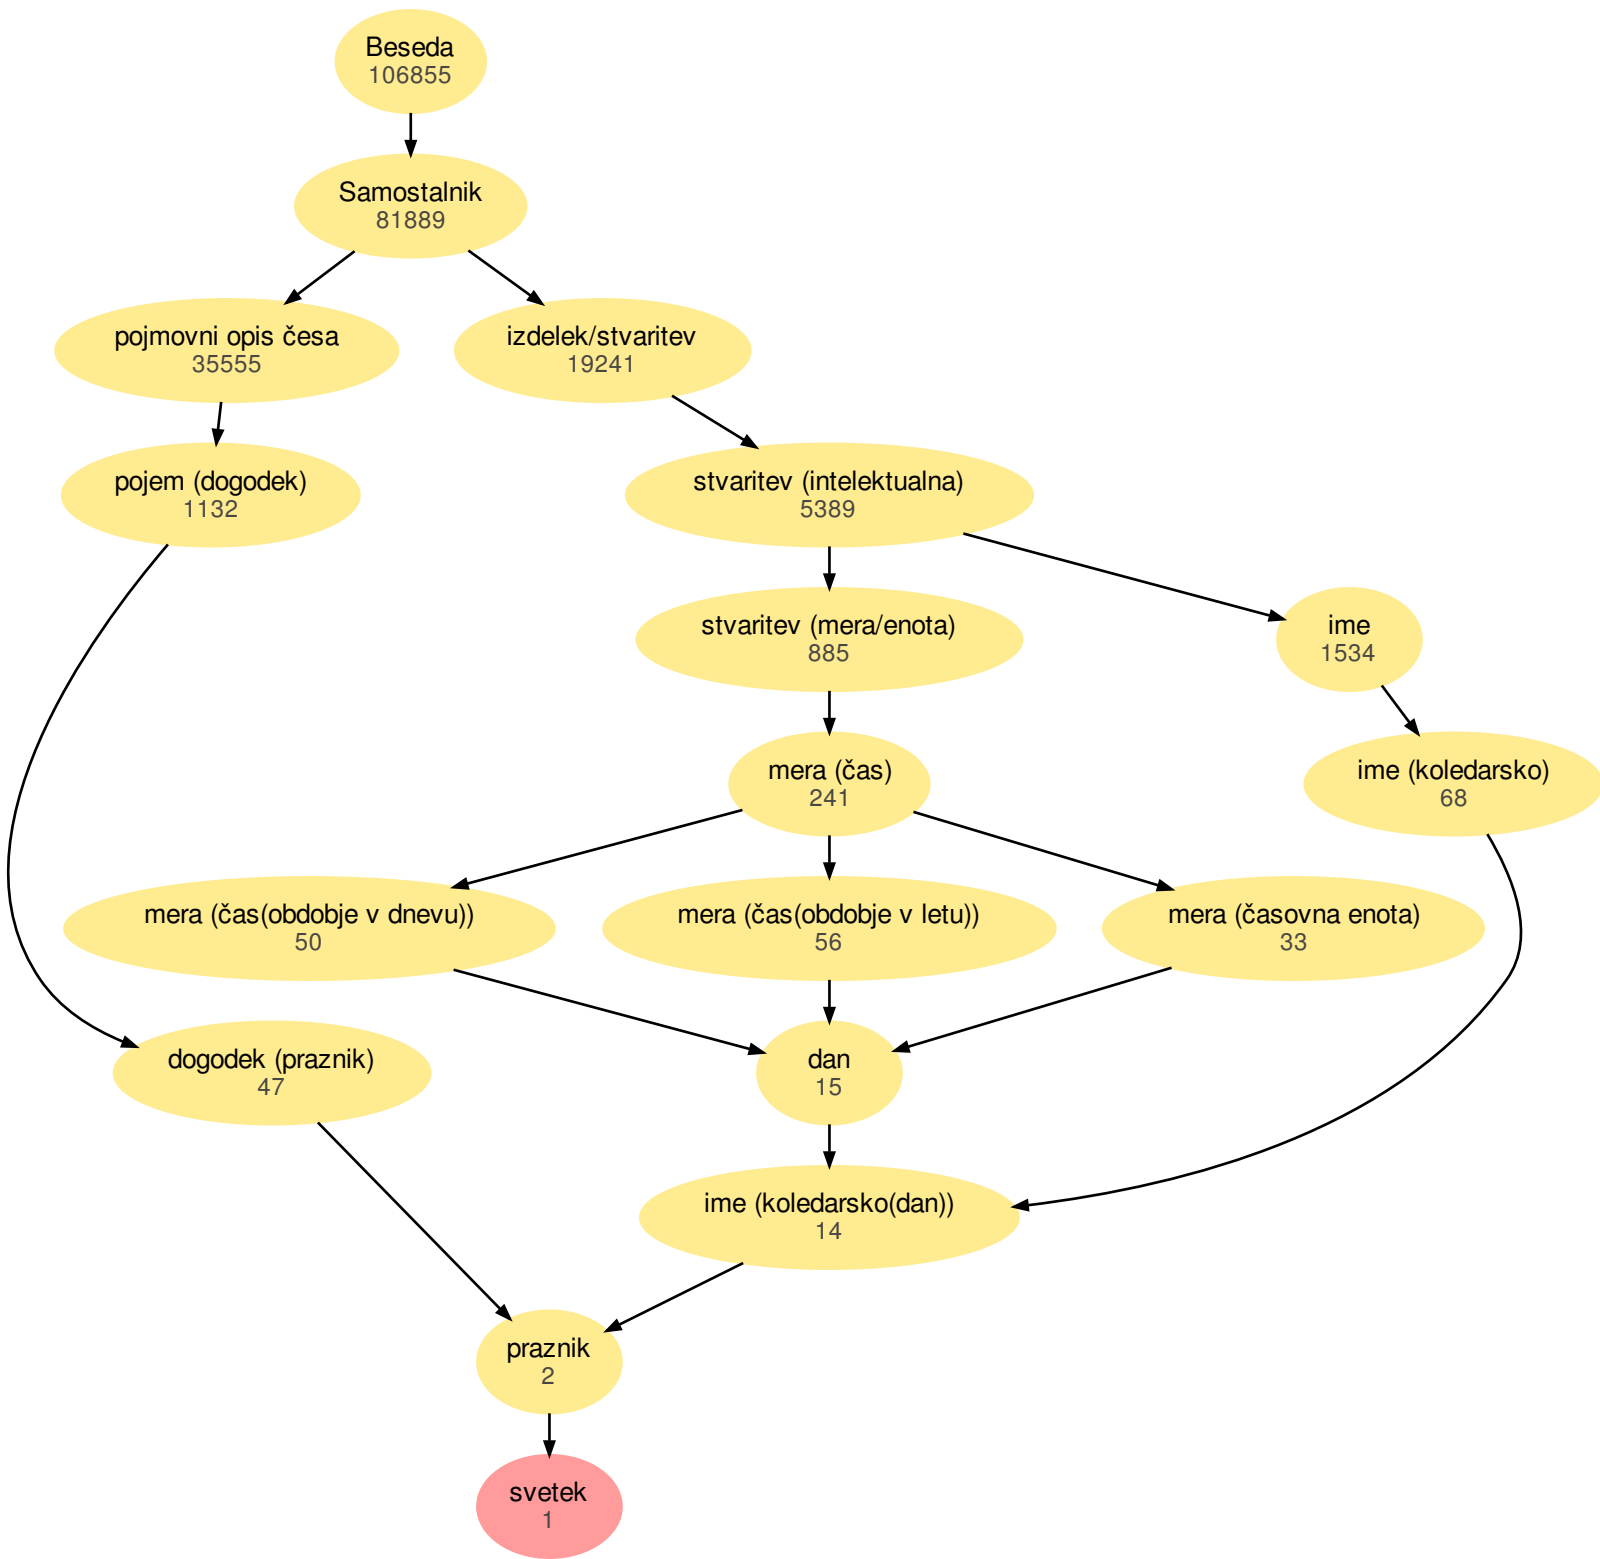 Beseda
106855
Samostalnik
81889
pojmovni opis česa
35555
izdelek/stvaritev
19241
pojem (dogodek)
1132
stvaritev (intelektualna)
5389
stvaritev (mera/enota)
885
ime
1534
mera (čas)
241
ime (koledarsko)
68
mera (čas(obdobje v dnevu))
50
mera (čas(obdobje v letu))
56
mera (časovna enota)
33
dogodek (praznik)
47
dan
15
ime (koledarsko(dan))
14
praznik
2
svetek
1